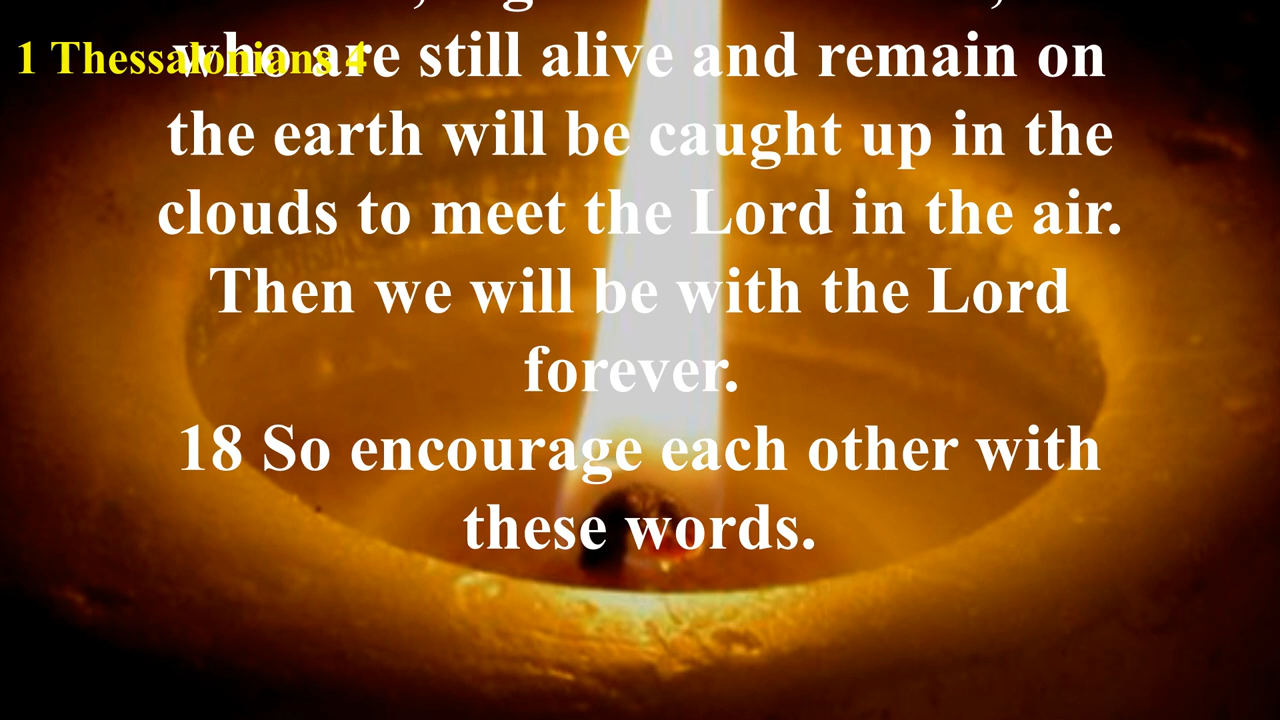 1 Thessalonians 4
who are still alive and remain on
the earth will be caught up in the
clouds to meet the Lord in the air.
Then we will be with the Lord
forever.
18 So encourage each other with
these words.